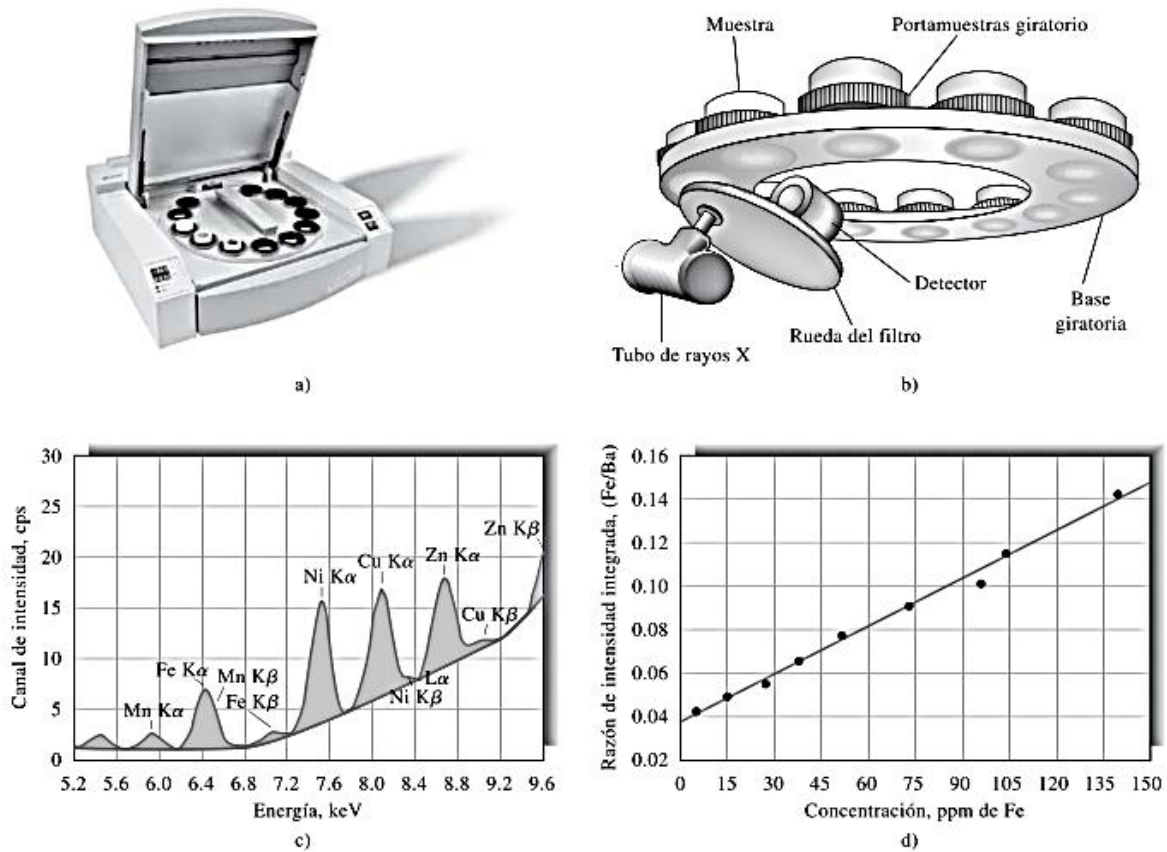 Muestra
Portamuestras giratorio
Detector
Base
giratoria
Rueda del filtro
Tubo de rayos X
a)
b)
Canal de intensidad, cps
30
25
20
15
10
5
0
Mn Kα
Fe Kα
Mn Kβ
Fe Kβ
Ni Kα
Cu Kα
Lα
Ni Kβ
Zn Kα
Cu Kβ
Zn Kβ
5.2 5.6 6.0 6.4 6.8 7.2 7.6 8.0 8.4 8.8 9.2 9.6
Energía, keV
c)
Razón de intensidad integrada, (Fe/Ba)
0.16
0.14
0.12
0.10
0.08
0.06
0.04
0.02
0 15 30 45 60 75 90 105 120 135 150
Concentración, ppm de Fe
d)